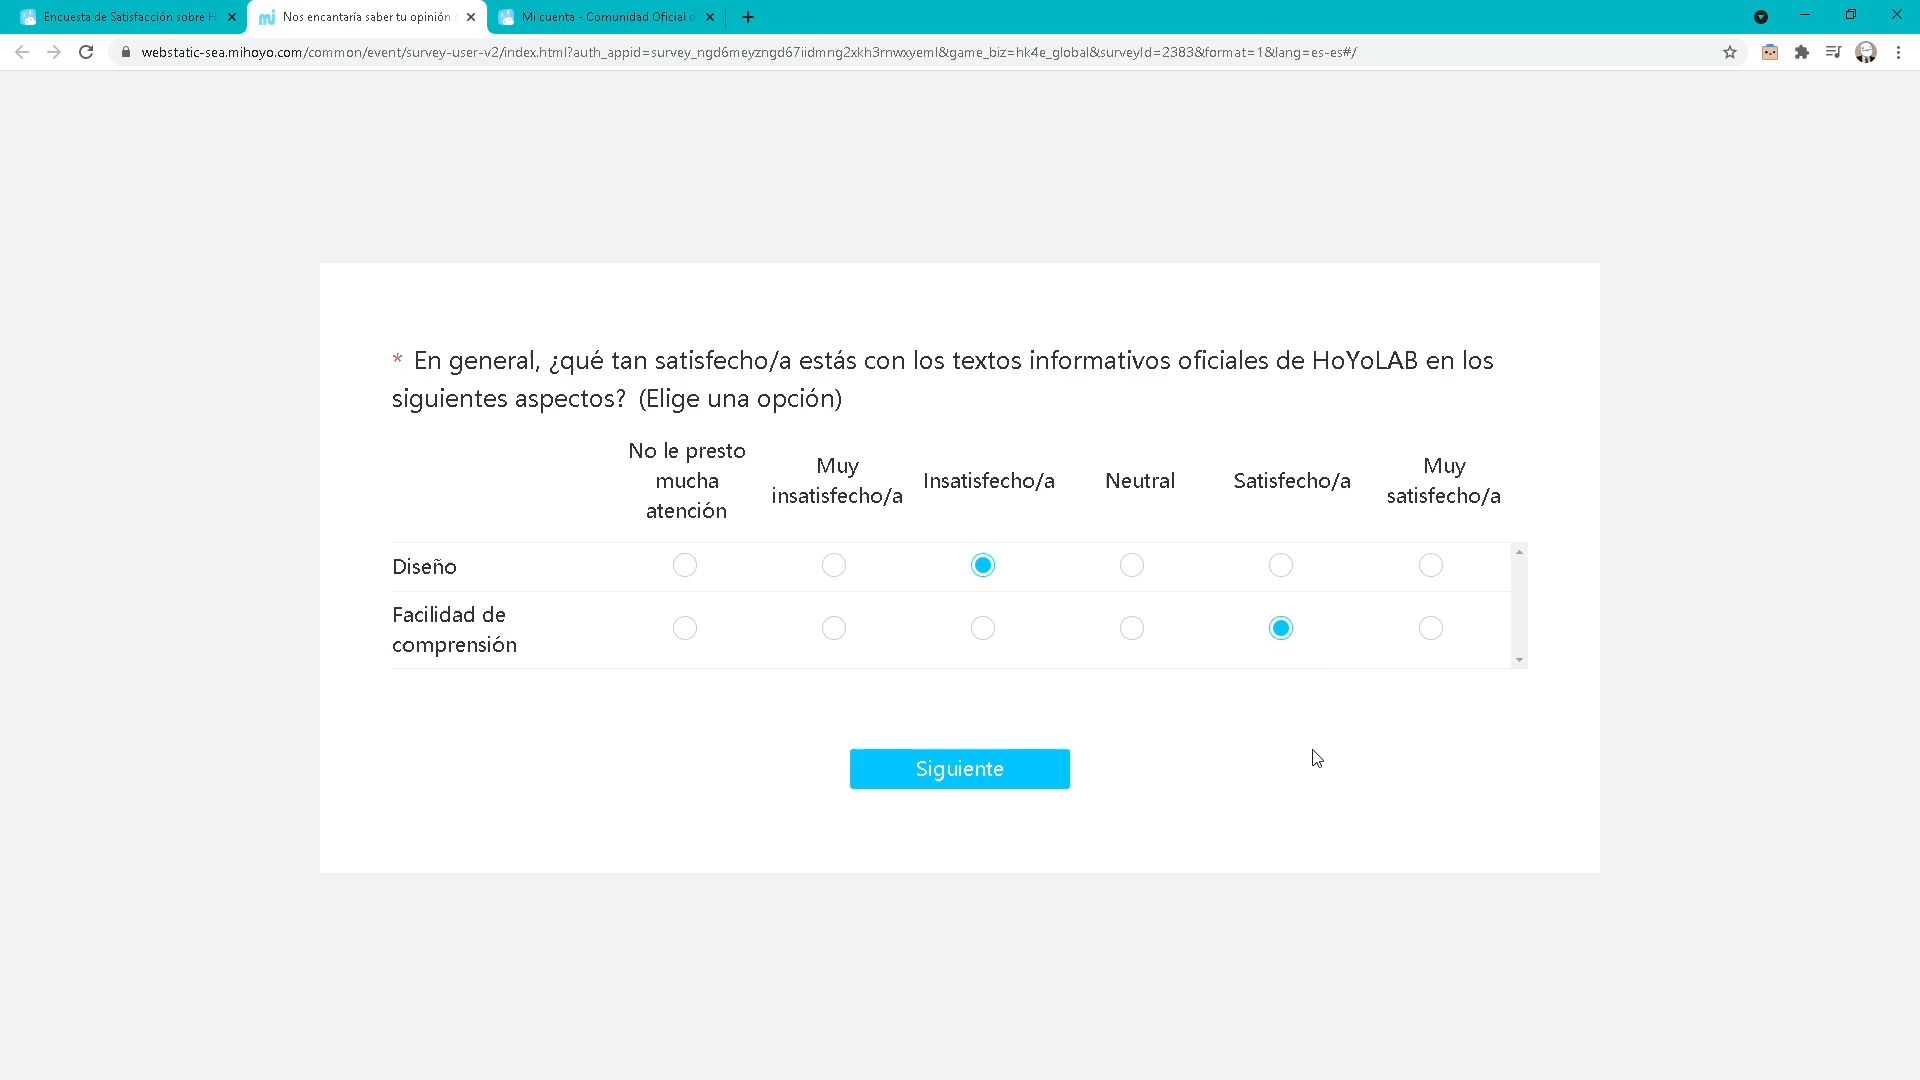 Encuesta de Satisfacción sobre H
Nos encantaría saber tu opinión s
Mi cuenta - Comunidad Oficial d
webstatic-sea.mihoyo.com/common/event/survey-user-v2/index.html?auth_appid=survey_ngd6meyzngd67iidmng2xkh3rnwxyeml&game_biz=hk4e_global&surveyId=2383&format=1&lang=es-es#/
* En general, ¿qué tan satisfecho/a estás con los textos informativos oficiales de HoYoLAB en los
siguientes aspectos? (Elige una opción)
No le presto
mucha
atención
Muy
insatisfecho/a
Insatisfecho/a
Neutral
Satisfecho/a
Muy
satisfecho/a
Diseño
Facilidad de
comprensión
Siguiente